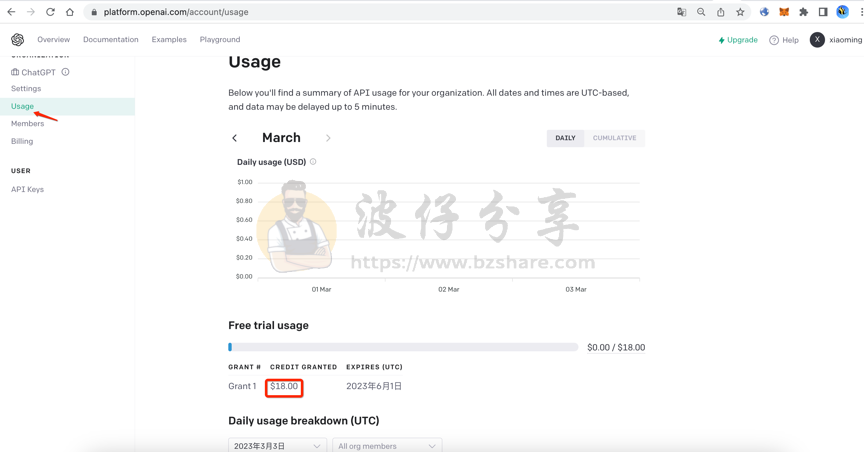 platform.openai.com/account/usage
Overview Documentation Examples Playground Upgrade Help X xiaoming
ChatGPT
Settings
Usage
Members
Billing
USER
API Keys
Usage
Below you'll find a summary of API usage for your organization. All dates and times are UTC-based,
and data may be delayed up to 5 minutes.
March DAILY CUMULATIVE
Daily usage (USD)
$1.00
$0.80
$0.60
$0.40
$0.20
$0.00
01 Mar 02 Mar 03 Mar
波仔分享
https://www.bzshare.com
Free trial usage
$0.00 / $18.00
GRANT # CREDIT GRANTED EXPIRES (UTC)
Grant 1 $18.00 2023年6月1日
Daily usage breakdown (UTC)
2023年3月3日 All org members